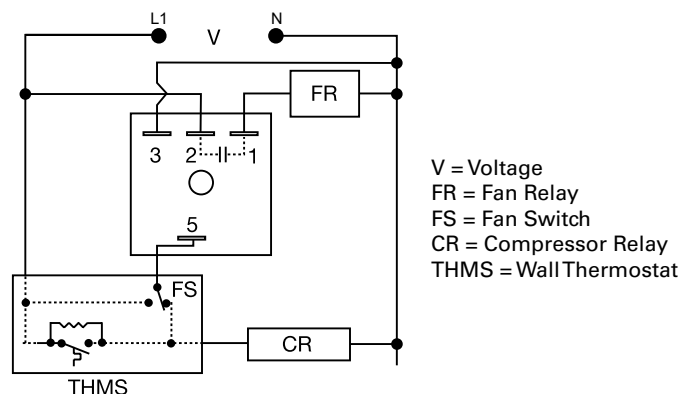 L1 V N
FR
3 2 1
5
FS
CR
THMS
V = Voltage
FR = Fan Relay
FS = Fan Switch
CR = Compressor Relay
THMS = Wall Thermostat